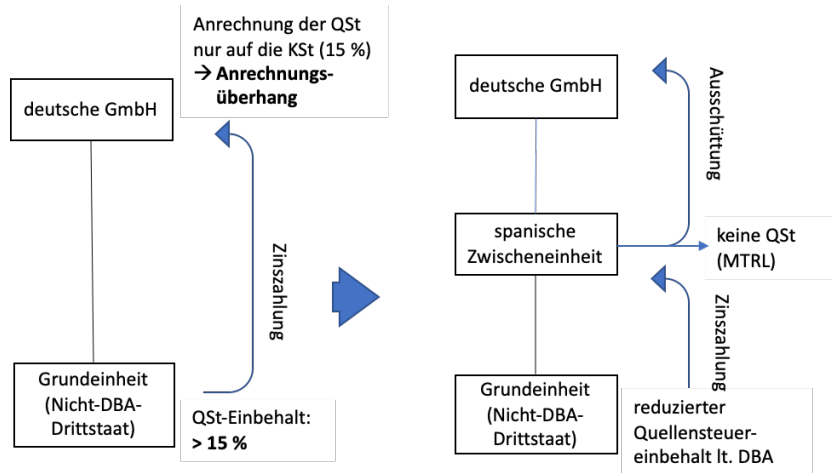 Anrechnung der QSt
nur auf die KSt (15 %)
→ Anrechnungs-
überhang
deutsche GmbH
Zinszahlung
Grundeinheit
(Nicht-DBA-
Drittstaat)
QSt-Einbehalt:
> 15 %
deutsche GmbH
Ausschüttung
spanische
Zwischeneinheit
keine QSt
(MTRL)
Zinszahlung
Grundeinheit
(Nicht-DBA-
Drittstaat)
reduzierter
Quellensteuer-
einbehalt lt. DBA